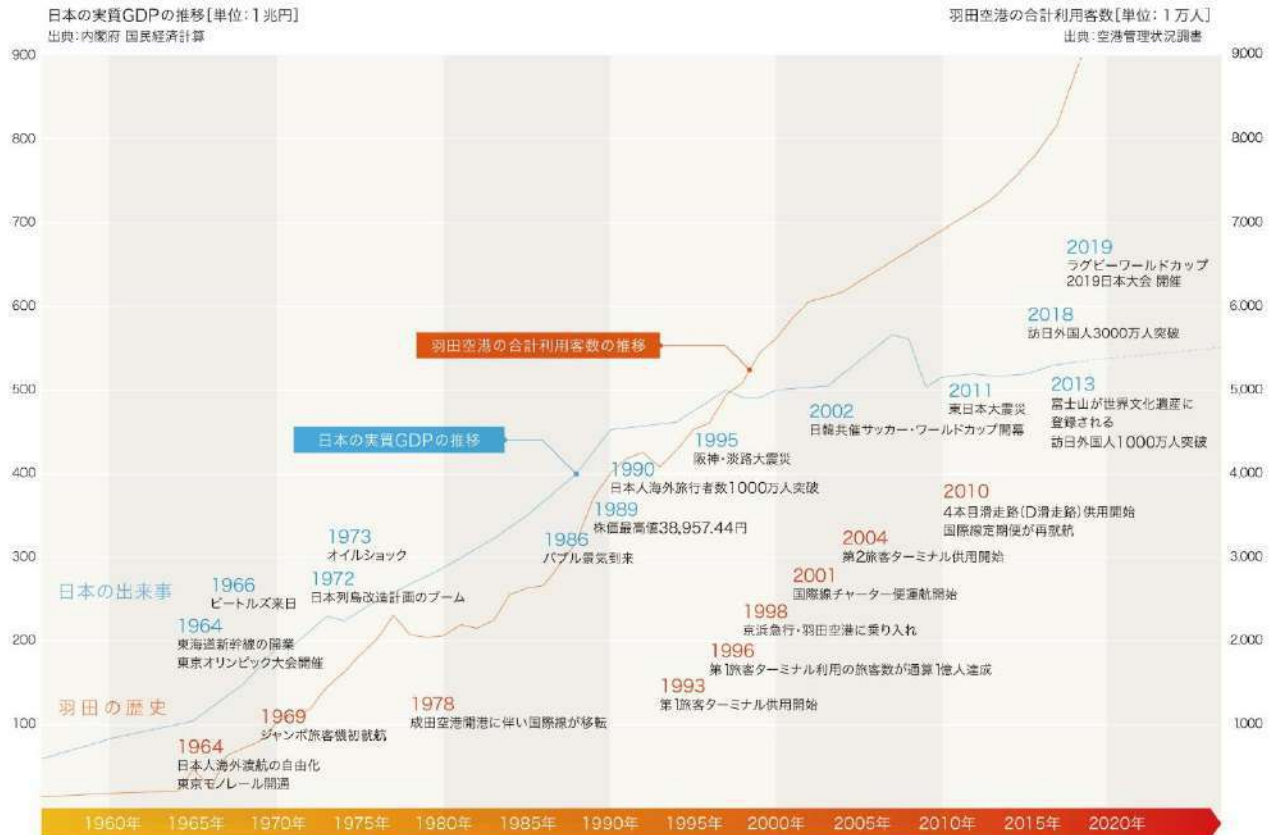 日本の実質GDPの推移[単位：1兆円]
出典：内閣府 国民経済計算
羽田空港の合計利用客数[単位：1万人]
出典：空港管理状況調書
900
800
700
600
500
400
300
200
100
9,000
8,000
7,000
6,000
5,000
4,000
3,000
2,000
1,000
羽田空港の合計利用客数の推移
日本の実質GDPの推移
日本の出来事
1964
東海道新幹線の開業
東京オリンピック大会開催
1966
ビートルズ来日
1972
日本列島改造計画のブーム
1973
オイルショック
1986
バブル景気到来
1989
株価最高値38,957.44円
1990
日本人海外旅行者数1000万人突破
1995
阪神・淡路大震災
2002
日韓共催サッカー・ワールドカップ開幕
2011
東日本大震災
2013
富士山が世界文化遺産に
登録される
訪日外国人1000万人突破
2018
訪日外国人3000万人突破
2019
ラグビーワールドカップ
2019日本大会 開催
羽田の歴史
1964
日本人海外渡航の自由化
東京モノレール開通
1969
ジャンボ旅客機初就航
1978
成田空港開港に伴い国際線が移転
1993
第1旅客ターミナル供用開始
1996
第1旅客ターミナル利用の旅客数が通算1億人達成
1998
京浜急行・羽田空港に乗り入れ
2001
国際線チャーター便運航開始
2004
第2旅客ターミナル供用開始
2010
4本目滑走路（D滑走路）供用開始
国際線定期便が再就航
1960年 1965年 1970年 1975年 1980年 1985年 1990年 1995年 2000年 2005年 2010年 2015年 2020年